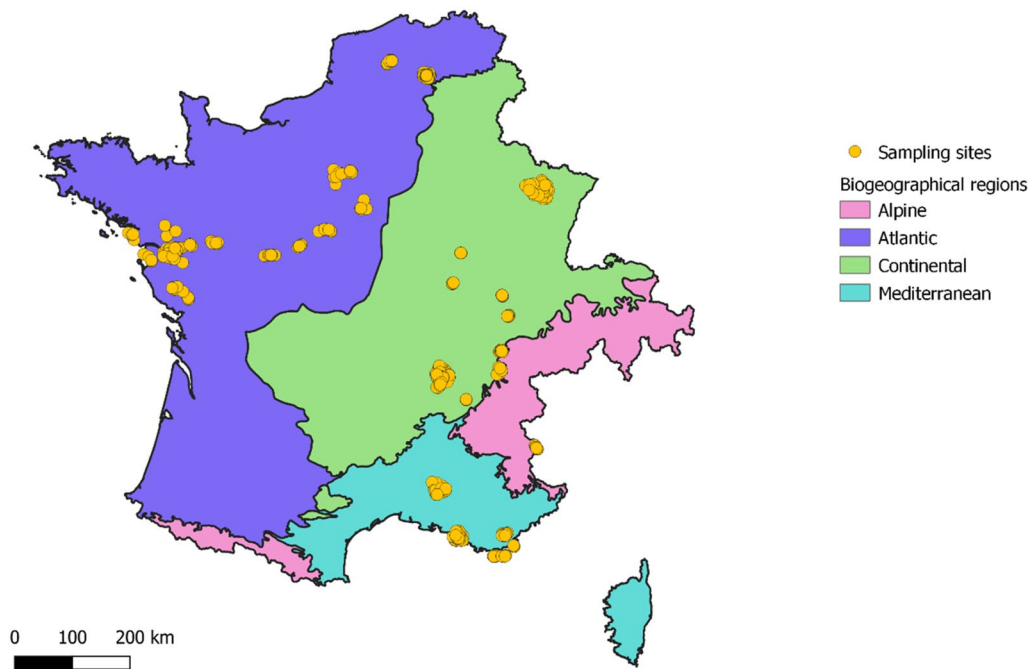 Sampling sites
Biogeographical regions
Alpine
Atlantic
Continental
Mediterranean
0 100 200 km